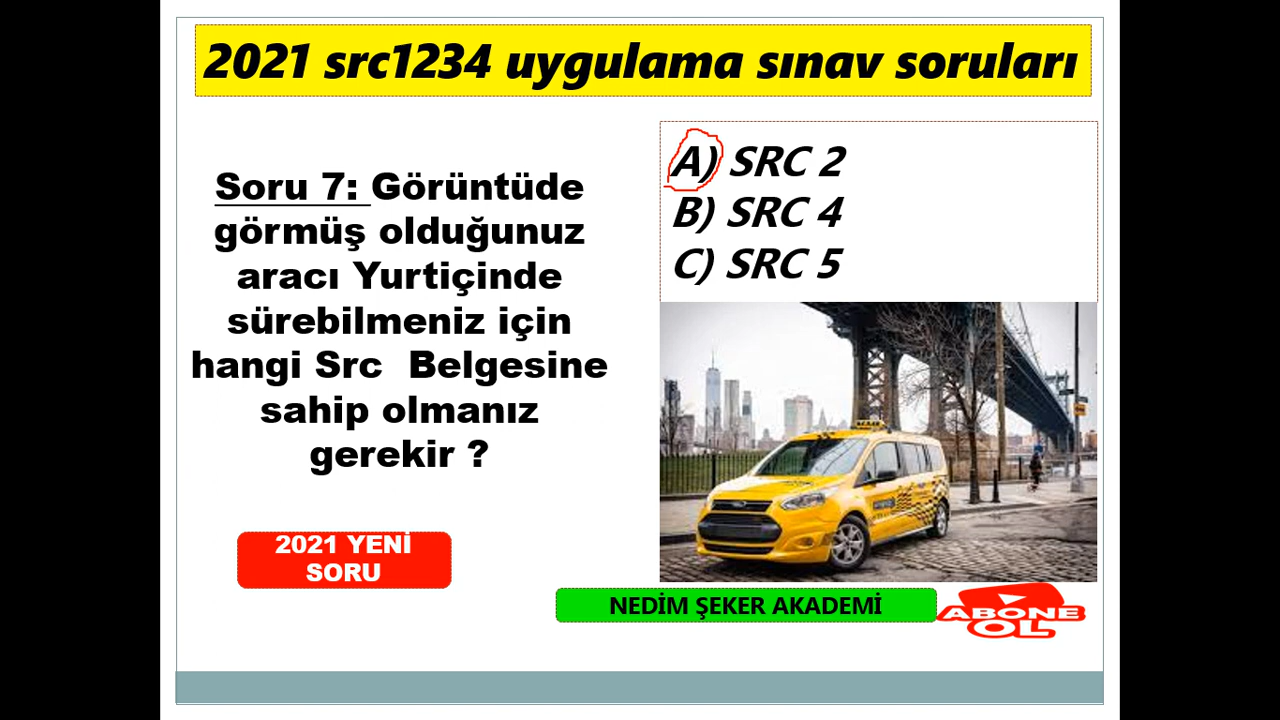 2021 src1234 uygulama sınav soruları
Soru 7: Görüntüde
görmüş olduğunuz
aracı Yurtiçinde
sürebilmeniz için
hangi Src Belgesine
sahip olmanız
gerekir ?
A) SRC 2
B) SRC 4
C) SRC 5
2021 YENİ
SORU
NEDİM ŞEKER AKADEMİ
ABONE
OL